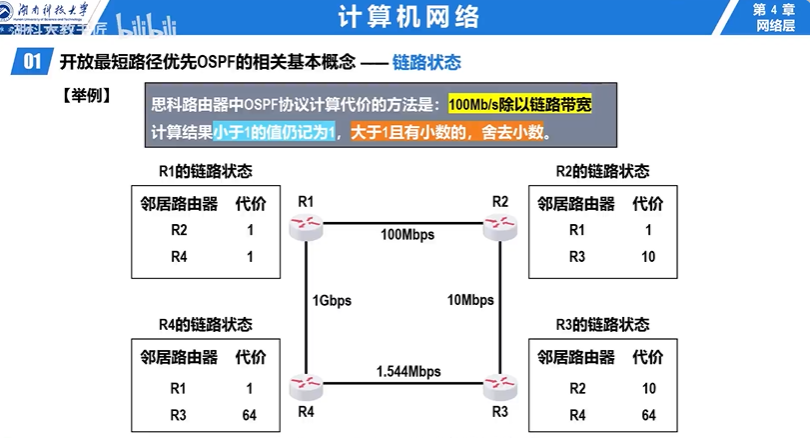 湖南科技大学
计算机网络
第 4 章
网络层
bilibili
01 开放最短路径优先OSPF的相关基本概念 —— 链路状态
【举例】
思科路由器中OSPF协议计算代价的方法是：100Mb/s除以链路带宽
计算结果小于1的值仍记为1，大于1且有小数的，舍去小数。
R1的链路状态
邻居路由器 代价
R2 1
R4 1
R1
R2
100Mbps
R2的链路状态
邻居路由器 代价
R1 1
R3 10
1Gbps
10Mbps
R4的链路状态
邻居路由器 代价
R1 1
R3 64
1.544Mbps
R4
R3
R3的链路状态
邻居路由器 代价
R2 10
R4 64